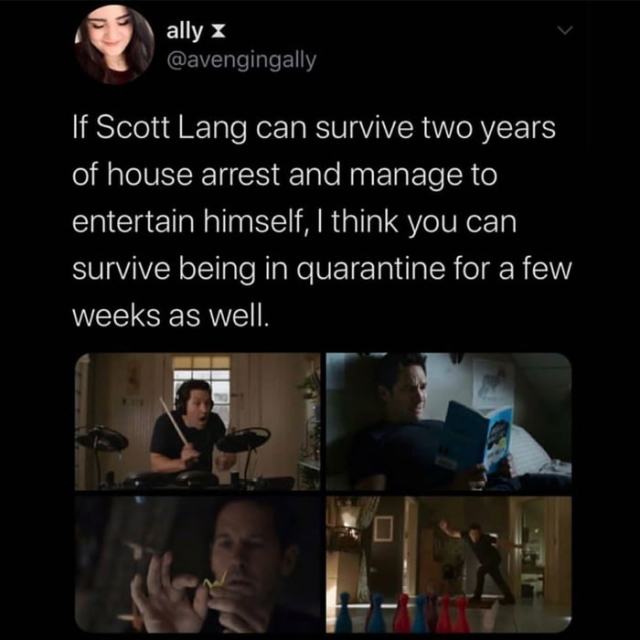 ally
@avengingally
If Scott Lang can survive two years
of house arrest and manage to
entertain himself, I think you can
survive being in quarantine for a few
weeks as well.